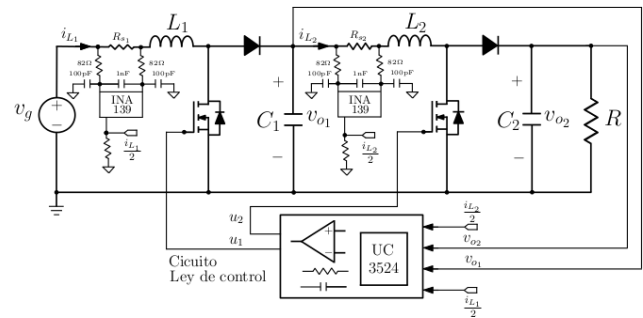 i_{L_1} R_{s_1} L_1 i_{L_2} R_{s_2} L_2
82Ω 82Ω 82Ω 82Ω
100pF 1nF 100pF 100pF 1nF 100pF
INA
139
INA
139
v_g + − C_1 + v_{o_1} − C_2 + v_{o_2} − R
i_{L_1}/2
i_{L_2}/2
u_2
u_1
Cicuito
Ley de control
+
−
UC
3524
i_{L_2}/2
v_{o_2}
v_{o_1}
i_{L_1}/2